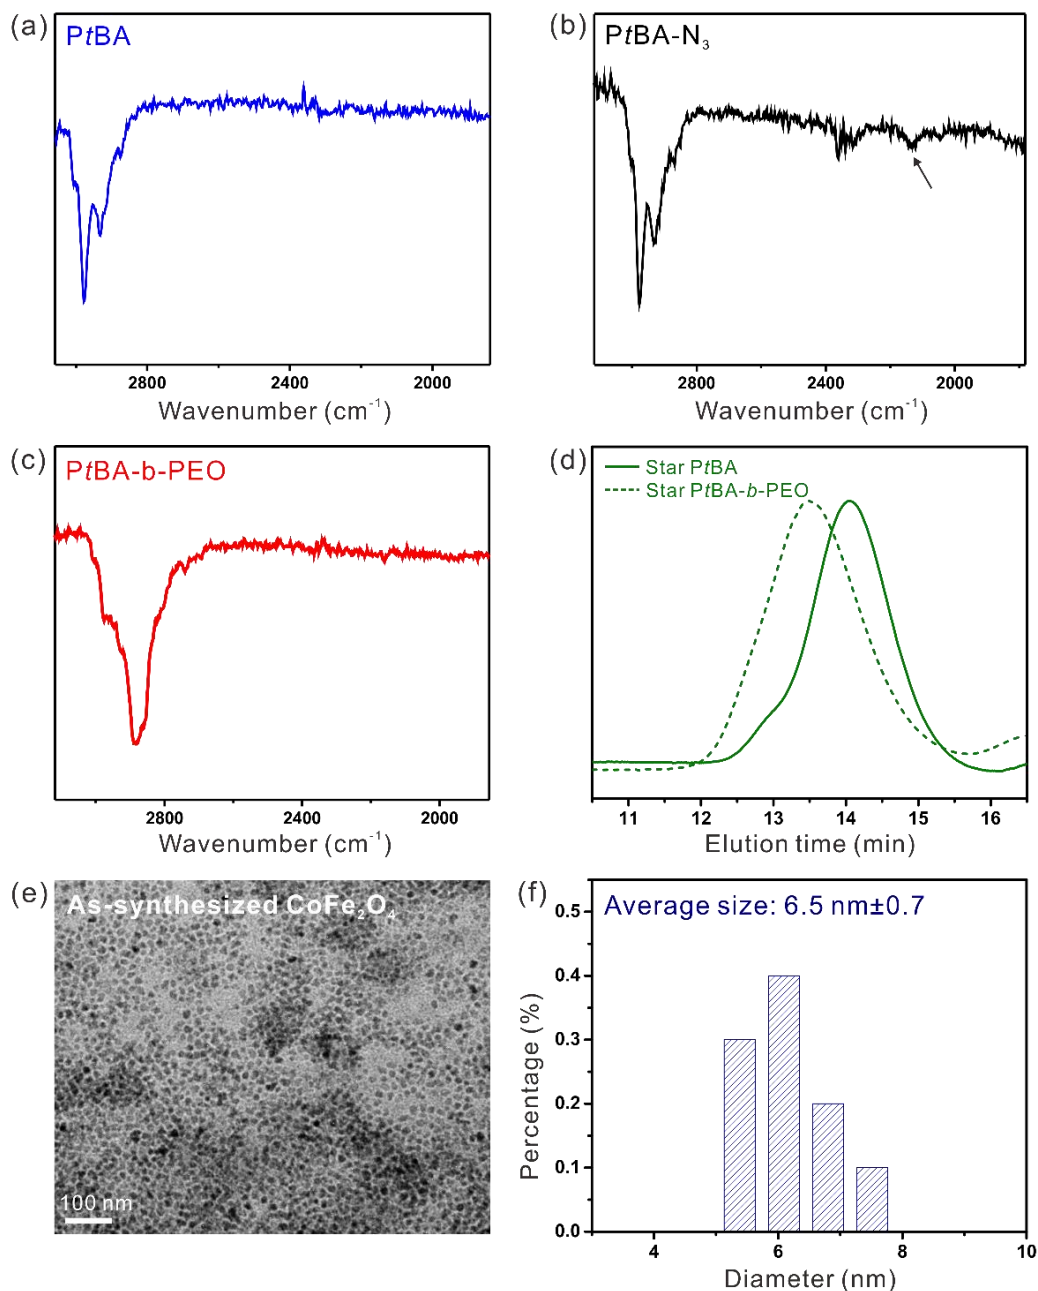 (a)
PtBA
2800
2400
2000
Wavenumber (cm⁻¹)
(b)
PtBA-N₃
2800
2400
2000
Wavenumber (cm⁻¹)
(c)
PtBA-b-PEO
2800
2400
2000
Wavenumber (cm⁻¹)
(d)
Star PtBA
Star PtBA-b-PEO
11
12
13
14
15
16
Elution time (min)
(e)
As-synthesized CoFe₂O₄
100 nm
(f)
Average size: 6.5 nm±0.7
0.5
0.4
0.3
0.2
0.1
0.0
Percentage (%)
4
6
8
10
Diameter (nm)